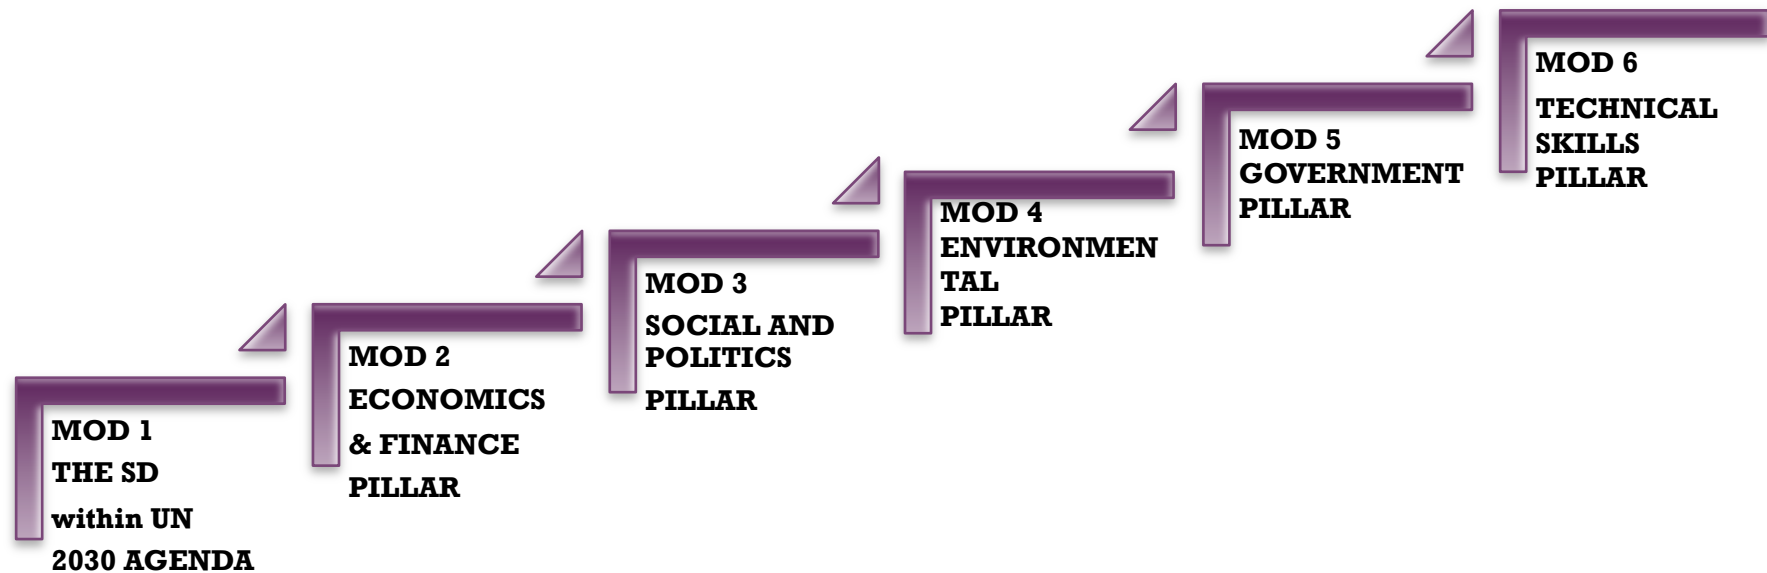 MOD 1
THE SD
within UN
2030 AGENDA
MOD 2
ECONOMICS
& FINANCE
PILLAR
MOD 3
SOCIAL AND
POLITICS
PILLAR
MOD 4
ENVIRONMEN
TAL
PILLAR
MOD 5
GOVERNMENT
PILLAR
MOD 6
TECHNICAL
SKILLS
PILLAR